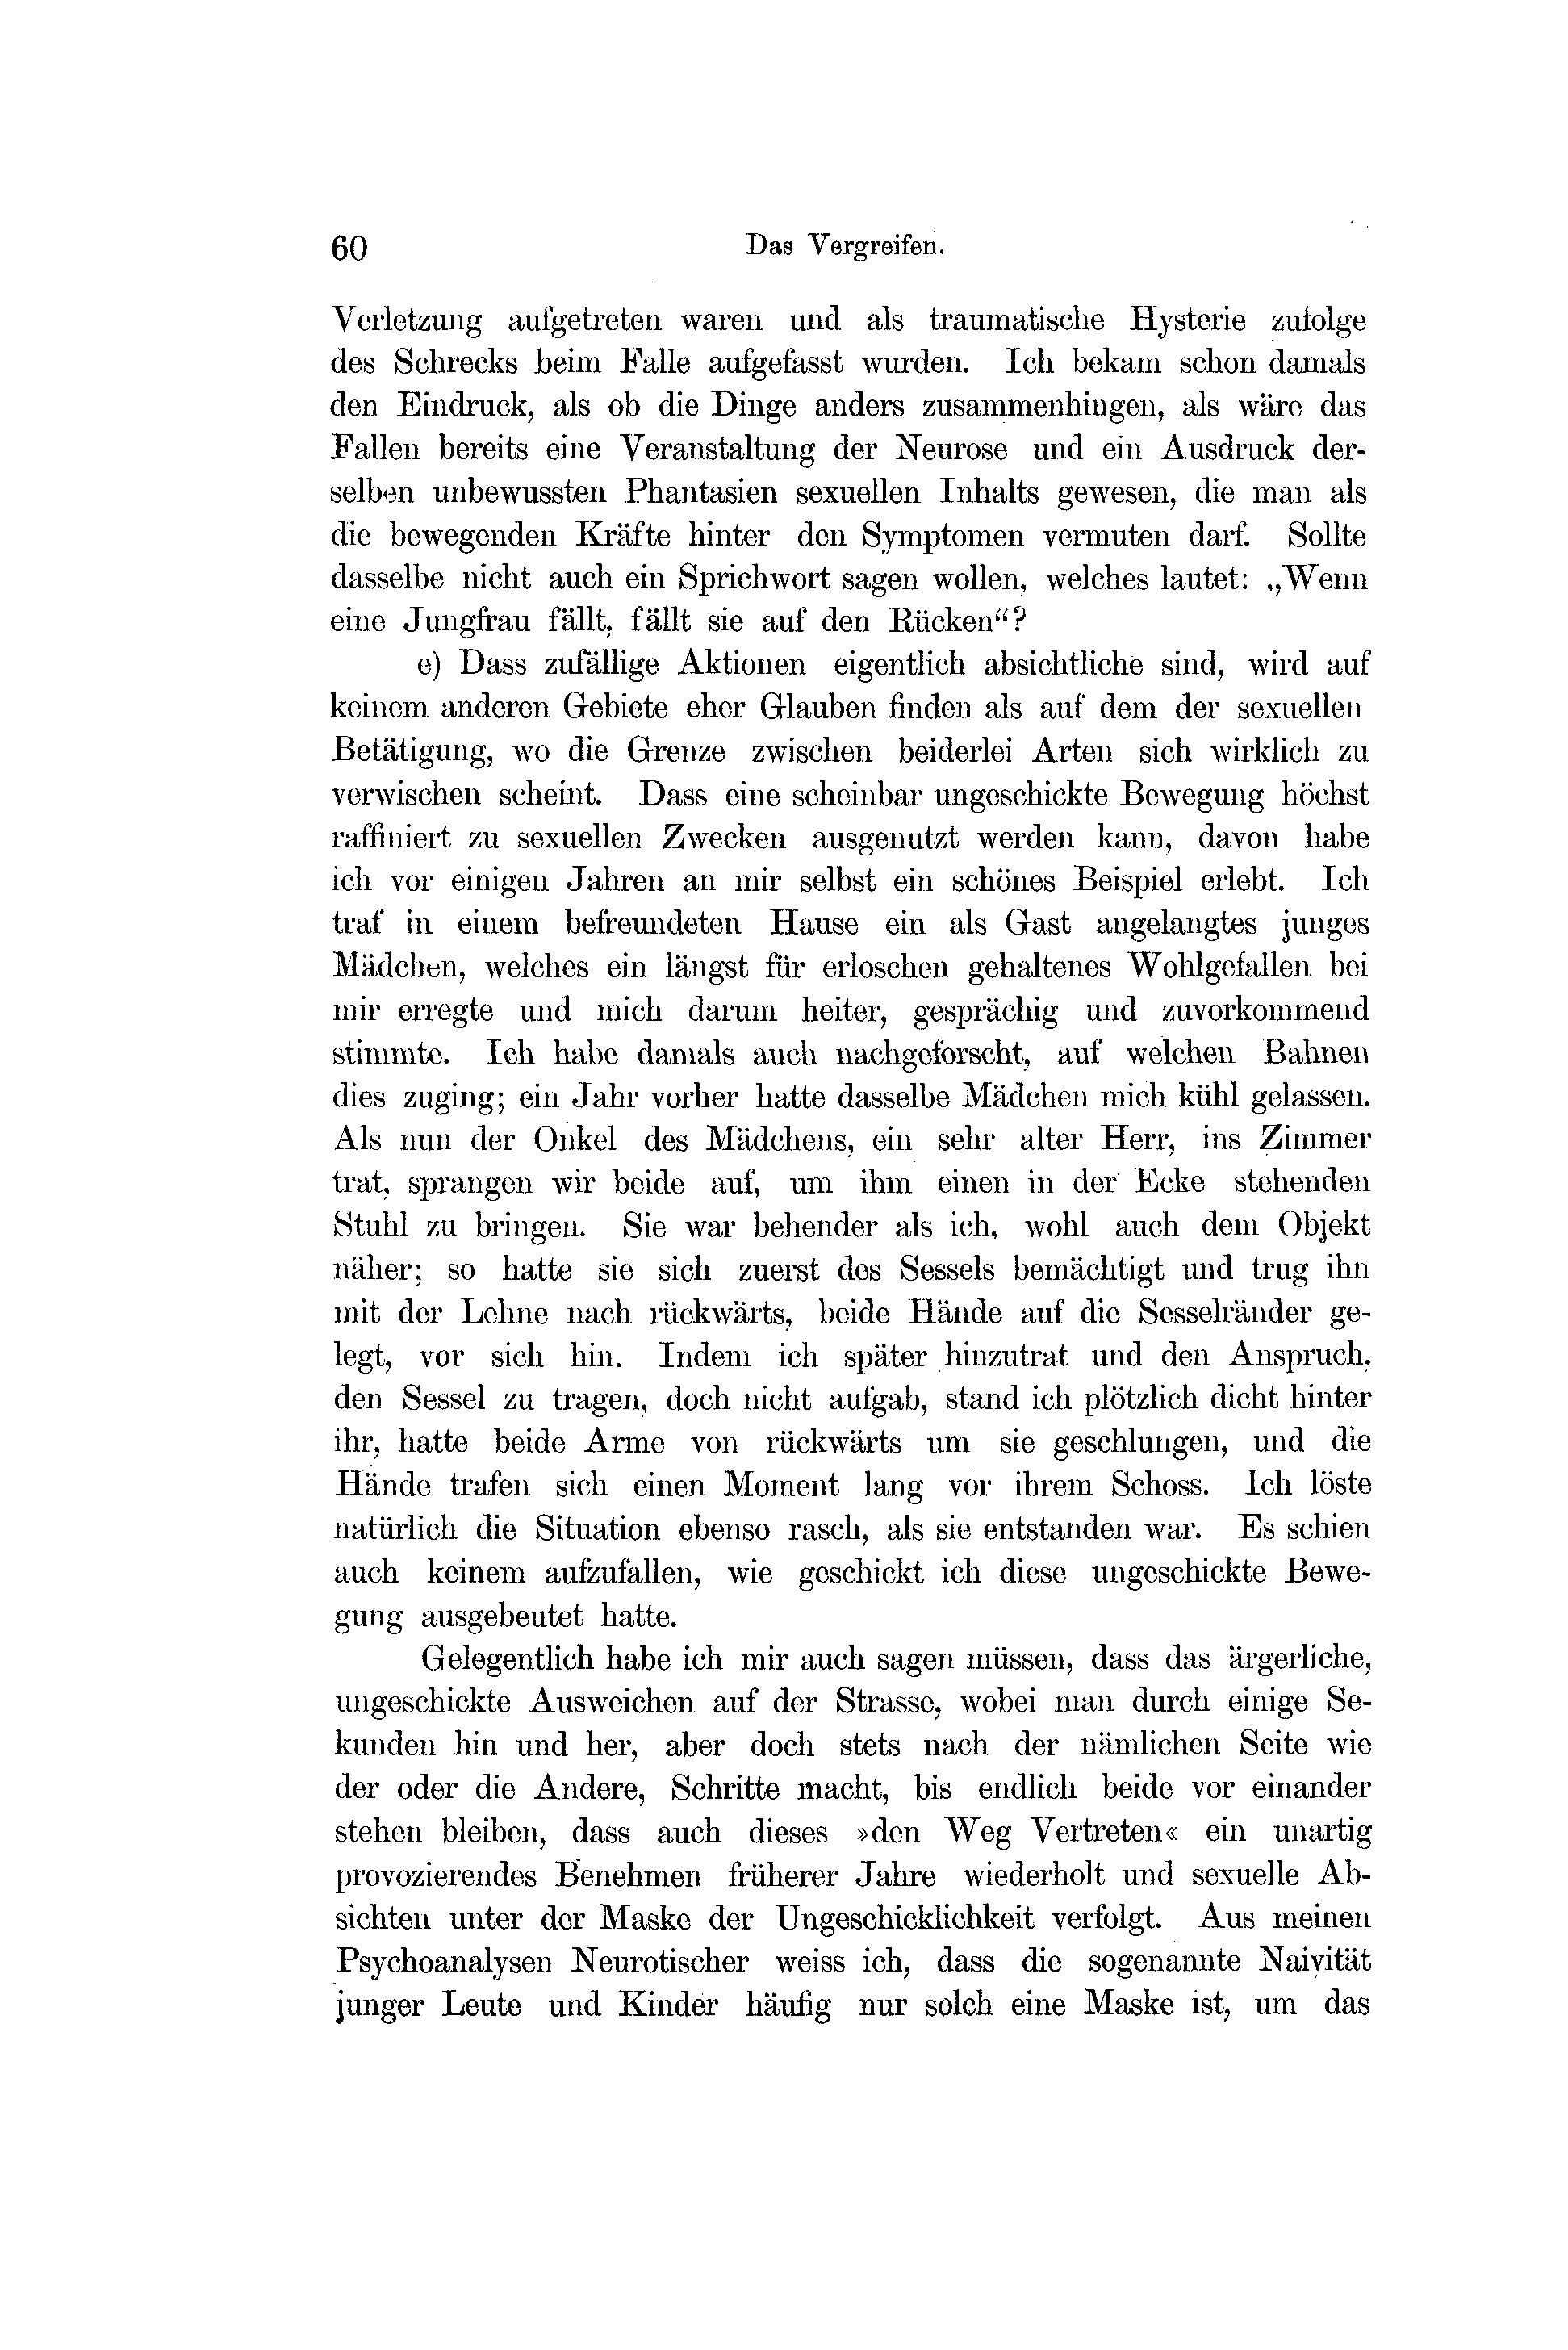 60
Das Vergreifen.
Verletzung aufgetreten waren und als traumatische Hysterie zufolge
des Schrecks beim Falle aufgefasst wurden. Ich bekam schon damals
den Eindruck, als ob die Dinge anders zusammenhingen, als wäre das
Fallen bereits eine Veranstaltung der Neurose und ein Ausdruck der-
selben unbewussten Phantasien sexuellen Inhalts gewesen, die man als
die bewegenden Kräfte hinter den Symptomen vermuten darf. Sollte
dasselbe nicht auch ein Sprichwort sagen wollen, welches lautet: „Wenn
eine Jungfrau fällt, fällt sie auf den Rücken“?
e) Dass zufällige Aktionen eigentlich absichtliche sind, wird auf
keinem anderen Gebiete eher Glauben finden als auf dem der sexuellen
Betätigung, wo die Grenze zwischen beiderlei Arten sich wirklich zu
verwischen scheint. Dass eine scheinbar ungeschickte Bewegung höchst
raffiniert zu sexuellen Zwecken ausgenutzt werden kann, davon habe
ich vor einigen Jahren an mir selbst ein schönes Beispiel erlebt. Ich
traf in einem befreundeten Hause ein als Gast angelangtes junges
Mädchen, welches ein längst für erloschen gehaltenes Wohlgefallen bei
mir erregte und mich darum heiter, gesprächig und zuvorkommend
stimmte. Ich habe damals auch nachgeforscht, auf welchen Bahnen
dies zuging; ein Jahr vorher hatte dasselbe Mädchen mich kühl gelassen.
Als nun der Onkel des Mädchens, ein sehr alter Herr, ins Zimmer
trat, sprangen wir beide auf, um ihm einen in der Ecke stehenden
Stuhl zu bringen. Sie war behender als ich, wohl auch dem Objekt
näher; so hatte sie sich zuerst des Sessels bemächtigt und trug ihn
mit der Lehne nach rückwärts, beide Hände auf die Sesselränder ge-
legt, vor sich hin. Indem ich später hinzutrat und den Anspruch,
den Sessel zu tragen, doch nicht aufgab, stand ich plötzlich dicht hinter
ihr, hatte beide Arme von rückwärts um sie geschlungen, und die
Hände trafen sich einen Moment lang vor ihrem Schoss. Ich löste
natürlich die Situation ebenso rasch, als sie entstanden war. Es schien
auch keinem aufzufallen, wie geschickt ich diese ungeschickte Bewe-
gung ausgebeutet hatte.
Gelegentlich habe ich mir auch sagen müssen, dass das ärgerliche,
ungeschickte Ausweichen auf der Strasse, wobei man durch einige Se-
kunden hin und her, aber doch stets nach der nämlichen Seite wie
der oder die Andere, Schritte macht, bis endlich beide vor einander
stehen bleiben, dass auch dieses »den Weg Vertreten« ein unartig
provozierendes Benehmen früherer Jahre wiederholt und sexuelle Ab-
sichten unter der Maske der Ungeschicklichkeit verfolgt. Aus meinen
Psychoanalysen Neurotischer weiss ich, dass die sogenannte Naivität
junger Leute und Kinder häufig nur solch eine Maske ist, um das